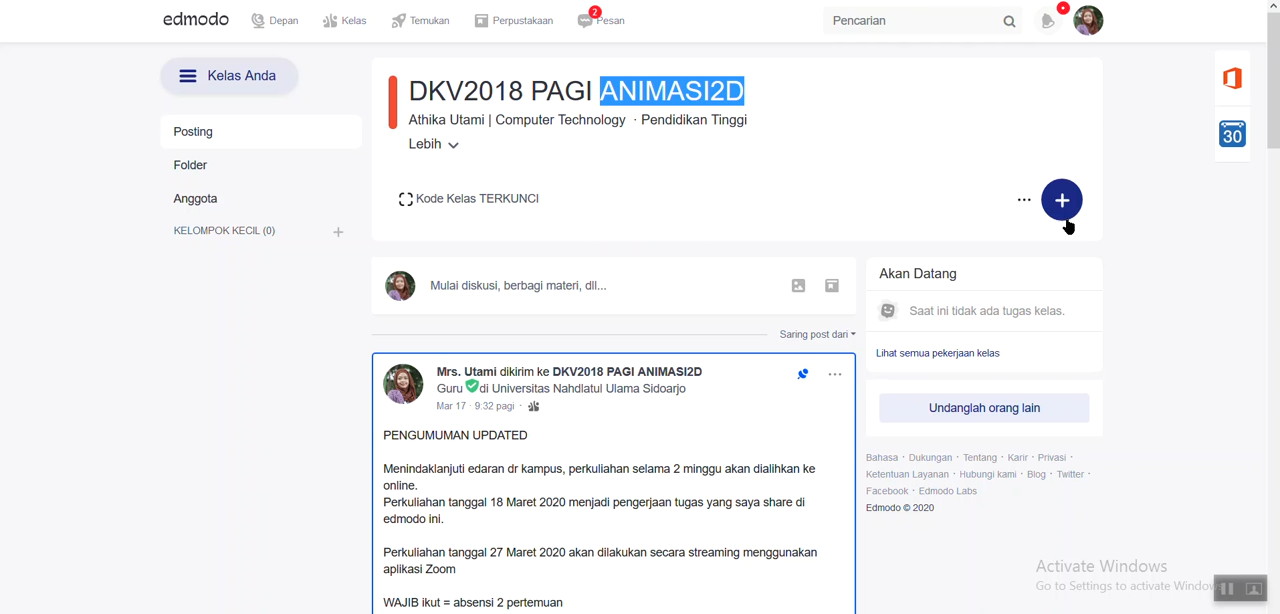 edmodo
Depan
Kelas
Temukan
Perpustakaan
2
Pesan
Pencarian
Kelas Anda
Posting
Folder
Anggota
KELOMPOK KECIL (0)
DKV2018 PAGI ANIMASI2D
Athika Utami | Computer Technology · Pendidikan Tinggi
Lebih
Kode Kelas TERKUNCI
30
Mulai diskusi, berbagi materi, dll...
Saring post dari
Mrs. Utami dikirim ke DKV2018 PAGI ANIMASI2D
Guru di Universitas Nahdlatul Ulama Sidoarjo
Mar 17 · 9:32 pagi ·
PENGUMUMAN UPDATED
Menindaklanjuti edaran dr kampus, perkuliahan selama 2 minggu akan dialihkan ke
online.
Perkuliahan tanggal 18 Maret 2020 menjadi pengerjaan tugas yang saya share di
edmodo ini.
Perkuliahan tanggal 27 Maret 2020 akan dilakukan secara streaming menggunakan
aplikasi Zoom
WAJIB ikut = absensi 2 pertemuan
Akan Datang
Saat ini tidak ada tugas kelas.
Lihat semua pekerjaan kelas
Undanglah orang lain
Bahasa · Dukungan · Tentang · Karir · Privasi ·
Ketentuan Layanan · Hubungi kami · Blog · Twitter ·
Facebook · Edmodo Labs
Edmodo © 2020
Activate Windows
Go to Settings to activate Windows